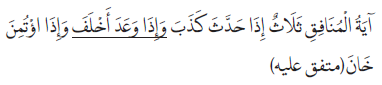 آيَةُ الْمُنَافِقِ ثَلَاثٌ إِذَا حَدَّثَ كَذَبَ وَإِذَا وَعَدَ أَخْلَفَ وَإِذَا اؤْتُمِنَ
خَانَ(متفق عليه)